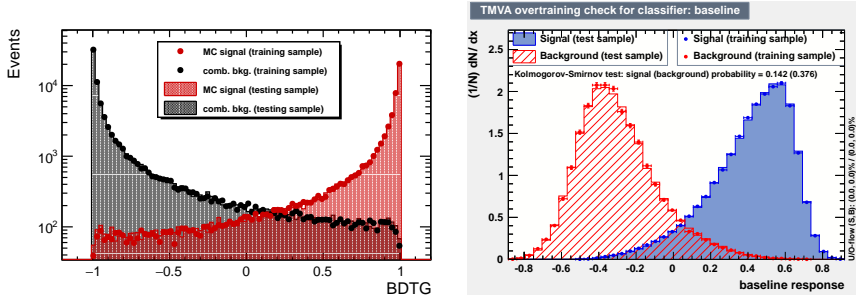 Events
10⁴
10³
10²
MC signal (training sample)
comb. bkg. (training sample)
MC signal (testing sample)
comb. bkg. (testing sample)
−1 −0.5 0 0.5 1
BDTG
TMVA overtraining check for classifier: baseline
(1/N) dN / dx
2.5
2
1.5
1
0.5
0
Signal (test sample)
Background (test sample)
Signal (training sample)
Background (training sample)
Kolmogorov-Smirnov test: signal (background) probability = 0.142 (0.376)
-0.8 -0.6 -0.4 -0.2 0 0.2 0.4 0.6 0.8
baseline response
U/O-flow (S,B): (0.0, 0.0)% / (0.0, 0.0)%